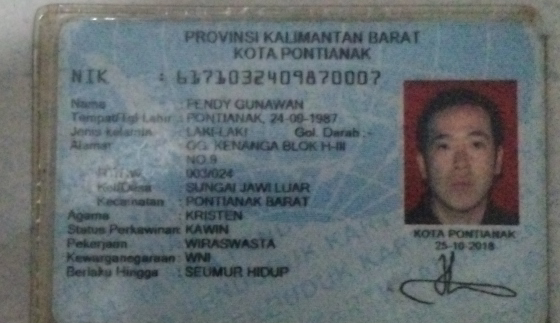 PROVINSI KALIMANTAN BARAT
KOTA PONTIANAK
NIK : 6171032409870007
Nama : PENDY GUNAWAN
Tempat/Tgl Lahir : PONTIANAK, 24-09-1987
Jenis kelamin : LAKI-LAKI Gol. Darah :-
Alamat : GG. KENANGA BLOK H-III
NO.9
RT/RW : 003/024
Kel/Desa : SUNGAI JAWI LUAR
Kecamatan : PONTIANAK BARAT
Agama : KRISTEN
Status Perkawinan: KAWIN
Pekerjaan : WIRASWASTA
Kewarganegaraan: WNI
Berlaku Hingga : SEUMUR HIDUP
KOTA PONTIANAK
25-10-2018